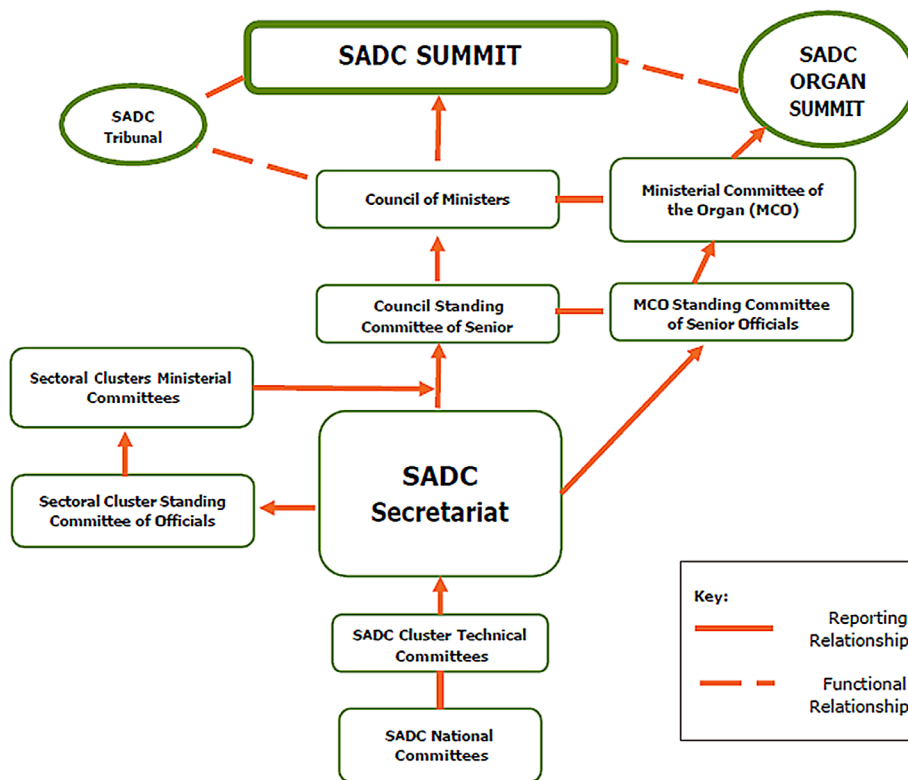 SADC SUMMIT
SADC
ORGAN
SUMMIT
SADC
Tribunal
Council of Ministers
Ministerial Committee of
the Organ (MCO)
Council Standing
Committee of Senior
MCO Standing Committee
of Senior Officials
Sectoral Clusters Ministerial
Committees
SADC
Secretariat
Sectoral Cluster Standing
Committee of Officials
Key:
Reporting
Relationship
Functional
Relationship
SADC Cluster Technical
Committees
SADC National
Committees